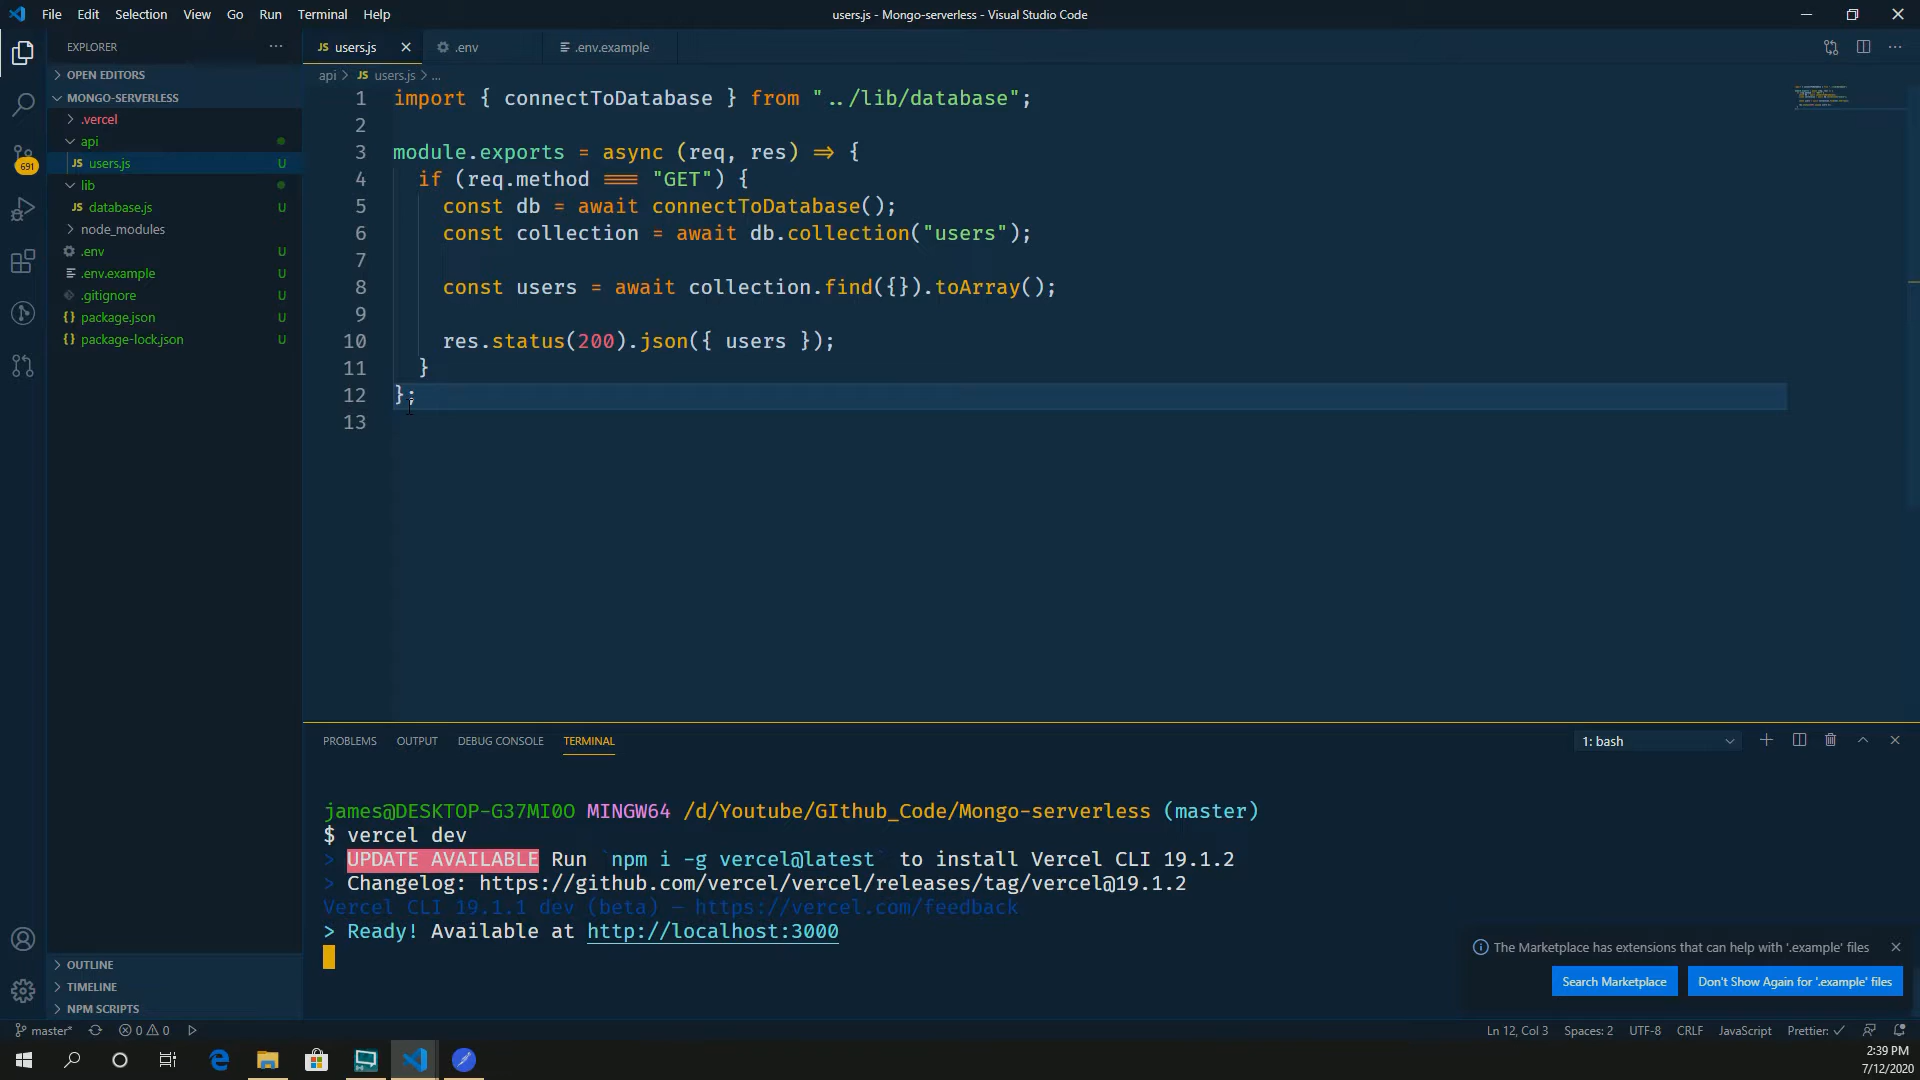 File Edit Selection View Go Run Terminal Help
users.js - Mongo-serverless - Visual Studio Code
EXPLORER
OPEN EDITORS
MONGO-SERVERLESS
.vercel
api
JS users.js U
lib
JS database.js U
node_modules
.env U
.env.example U
.gitignore U
{} package.json U
{} package-lock.json U
691
OUTLINE
TIMELINE
NPM SCRIPTS
JS users.js .env .env.example
api > JS users.js > ...
1 import { connectToDatabase } from "../lib/database";
2
3 module.exports = async (req, res) => {
4 if (req.method === "GET") {
5 const db = await connectToDatabase();
6 const collection = await db.collection("users");
7
8 const users = await collection.find({}).toArray();
9
10 res.status(200).json({ users });
11 }
12 };
13
PROBLEMS OUTPUT DEBUG CONSOLE TERMINAL
1: bash
james@DESKTOP-G37MI0O MINGW64 /d/Youtube/GIthub_Code/Mongo-serverless (master)
$ vercel dev
> UPDATE AVAILABLE Run `npm i -g vercel@latest` to install Vercel CLI 19.1.2
> Changelog: https://github.com/vercel/vercel/releases/tag/vercel@19.1.2
Vercel CLI 19.1.1 dev (beta) — https://vercel.com/feedback
> Ready! Available at http://localhost:3000
The Marketplace has extensions that can help with '.example' files
Search Marketplace
Don't Show Again for '.example' files
master* 0 0
Ln 12, Col 3 Spaces: 2 UTF-8 CRLF JavaScript Prettier: ✓
2:39 PM
7/12/2020